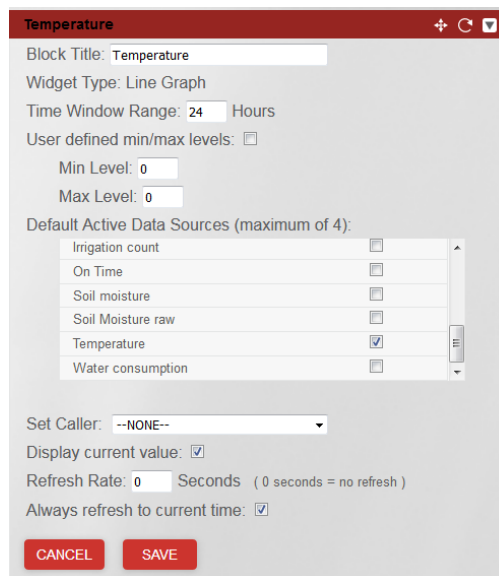 Temperature
Block Title: Temperature
Widget Type: Line Graph
Time Window Range: 24 Hours
User defined min/max levels:
Min Level: 0
Max Level: 0
Default Active Data Sources (maximum of 4):
Irrigation count
On Time
Soil moisture
Soil Moisture raw
Temperature
Water consumption
Set Caller: --NONE--
Display current value:
Refresh Rate: 0 Seconds ( 0 seconds = no refresh )
Always refresh to current time:
CANCEL SAVE